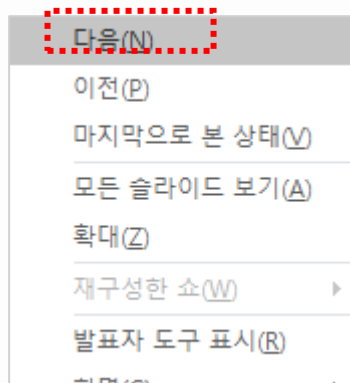 다음(N)
이전(P)
마지막으로 본 상태(V)
모든 슬라이드 보기(A)
확대(Z)
재구성한 쇼(W)
발표자 도구 표시(R)